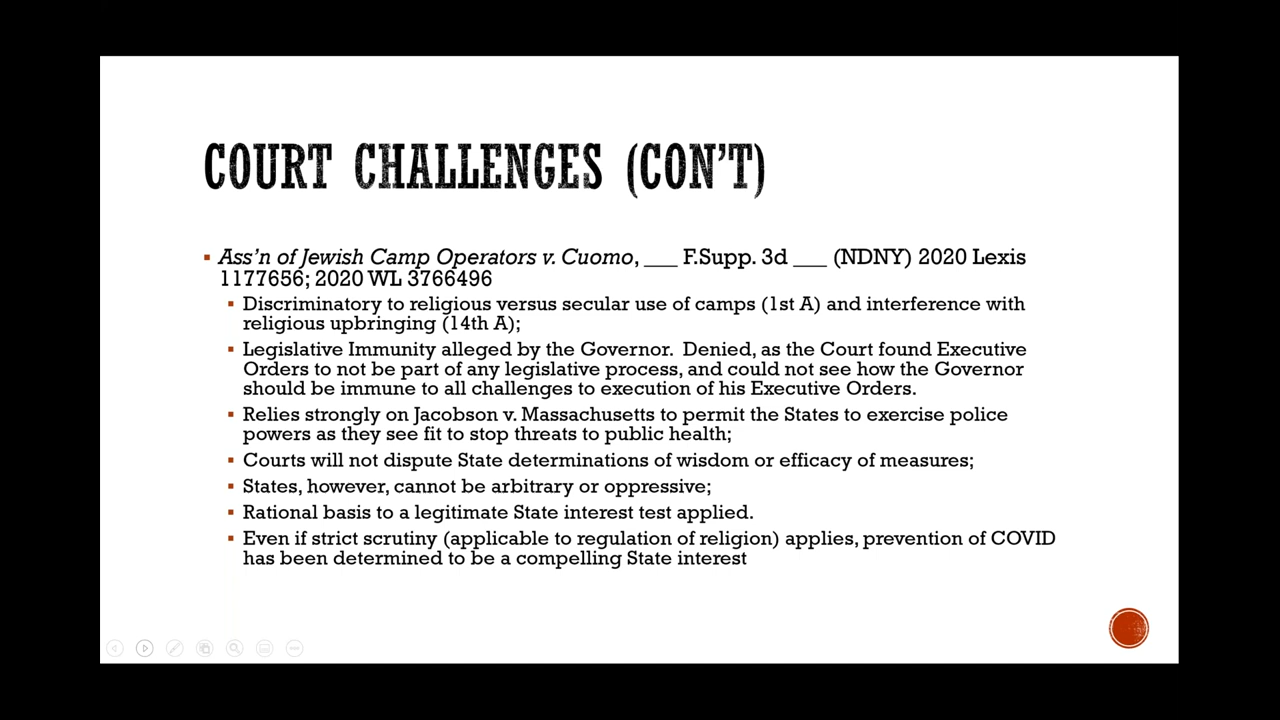 COURT CHALLENGES (CON'T)
Ass'n of Jewish Camp Operators v. Cuomo, ___ F.Supp. 3d ___ (NDNY) 2020 Lexis
1177656; 2020 WL 3766496
Discriminatory to religious versus secular use of camps (1st A) and interference with
religious upbringing (14th A);
Legislative Immunity alleged by the Governor.  Denied, as the Court found Executive
Orders to not be part of any legislative process, and could not see how the Governor
should be immune to all challenges to execution of his Executive Orders.
Relies strongly on Jacobson v. Massachusetts to permit the States to exercise police
powers as they see fit to stop threats to public health;
Courts will not dispute State determinations of wisdom or efficacy of measures;
States, however, cannot be arbitrary or oppressive;
Rational basis to a legitimate State interest test applied.
Even if strict scrutiny (applicable to regulation of religion) applies, prevention of COVID
has been determined to be a compelling State interest